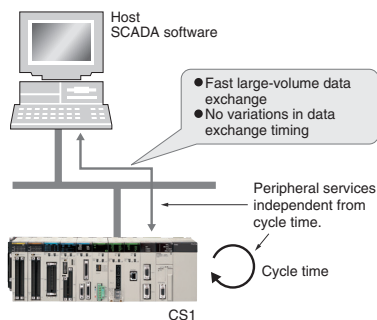 Host
SCADA software
●Fast large-volume data
exchange
●No variations in data
exchange timing
Peripheral services
independent from
cycle time.
Cycle time
CS1